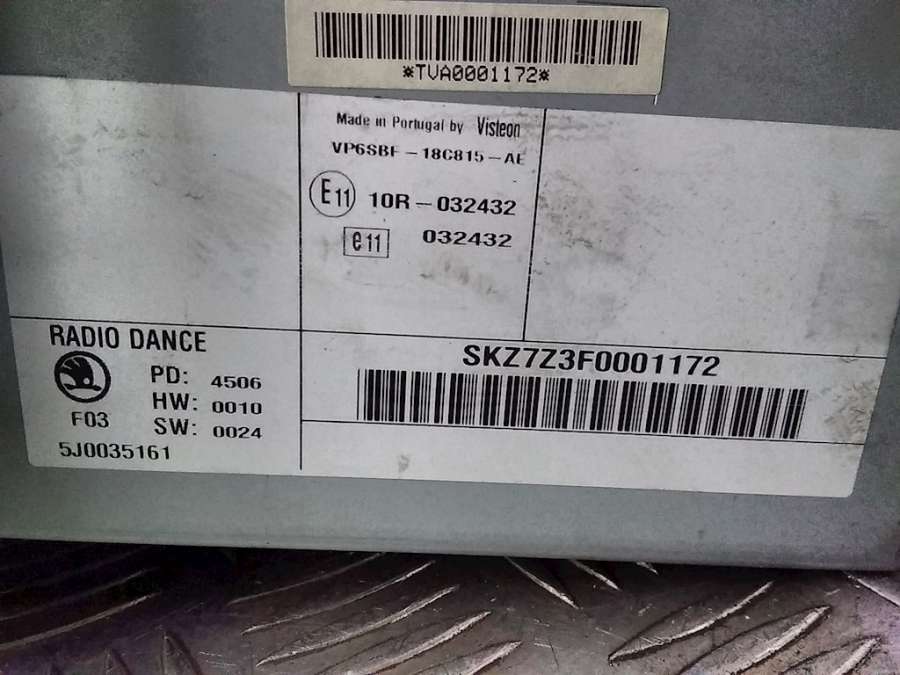 *TVA0001172*
Made in Portugal by Visteon
VP6SBF-18C815-AE
E11 10R-032432
e11 032432
RADIO DANCE
PD: 4506
HW: 0010
F03
SW: 0024
5J0035161
SKZ7Z3F0001172